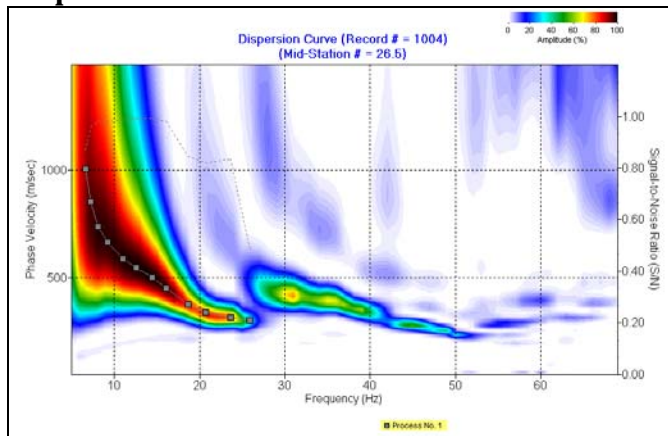 0 20 40 60 80 100
Amplitude (%)
Dispersion Curve (Record # = 1004)
(Mid-Station # = 26.5)
Phase Velocity (m/sec)
1000
500
1.00
0.80
0.60
0.40
0.20
0.00
Signal-to-Noise Ratio (S/N)
10 20 30 40 50 60
Frequency (Hz)
Process No. 1